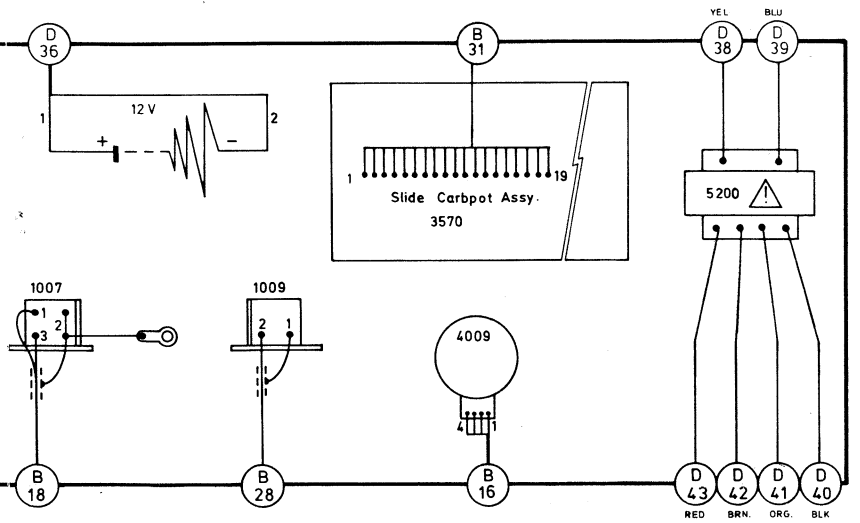 YEL BLU
D 36
B 31
D 38
D 39
12 V
1 2
+ −
1 19
Slide Carbpot Assy.
3570
5200 !
1007
1
2
3
1009
2 1
4009
4 1
B 18
B 28
B 16
D 43
D 42
D 41
D 40
RED BRN. ORG. BLK